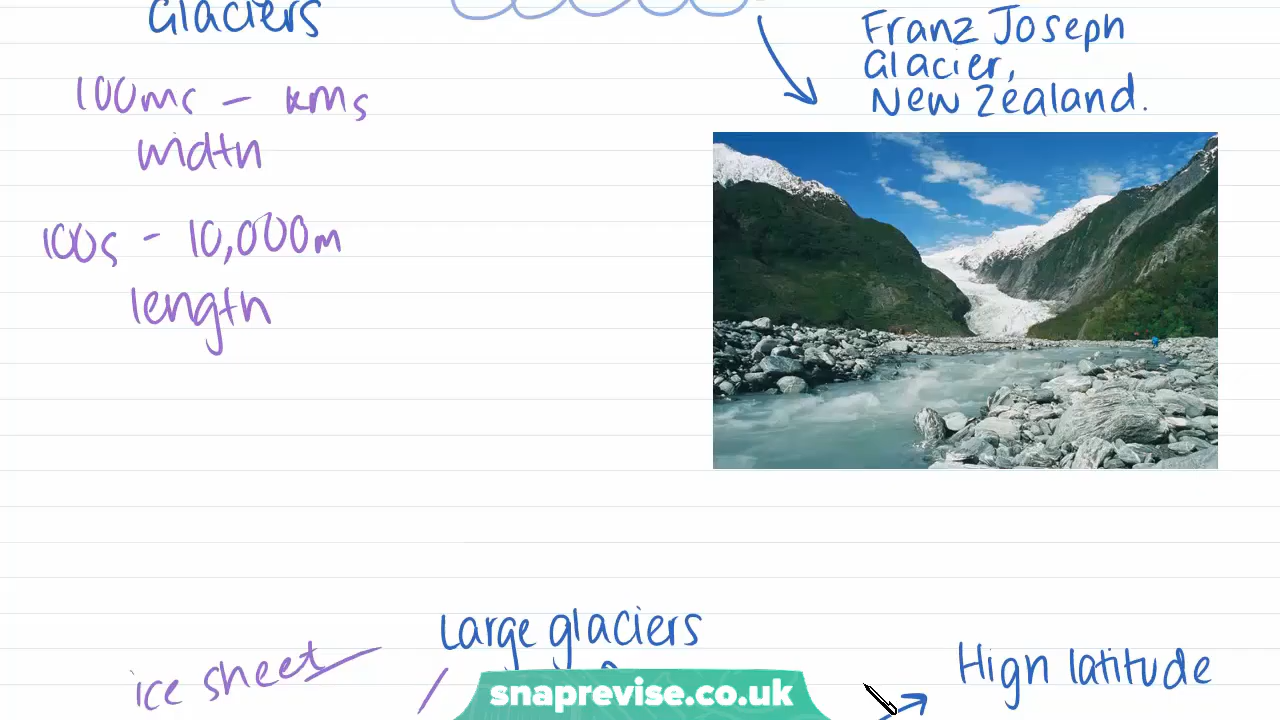 Glaciers
100ms - kms
width
100s - 10,000m
length
Franz Joseph
Glacier,
New Zealand.
Large glaciers
ice sheet
High latitude
snaprevise.co.uk